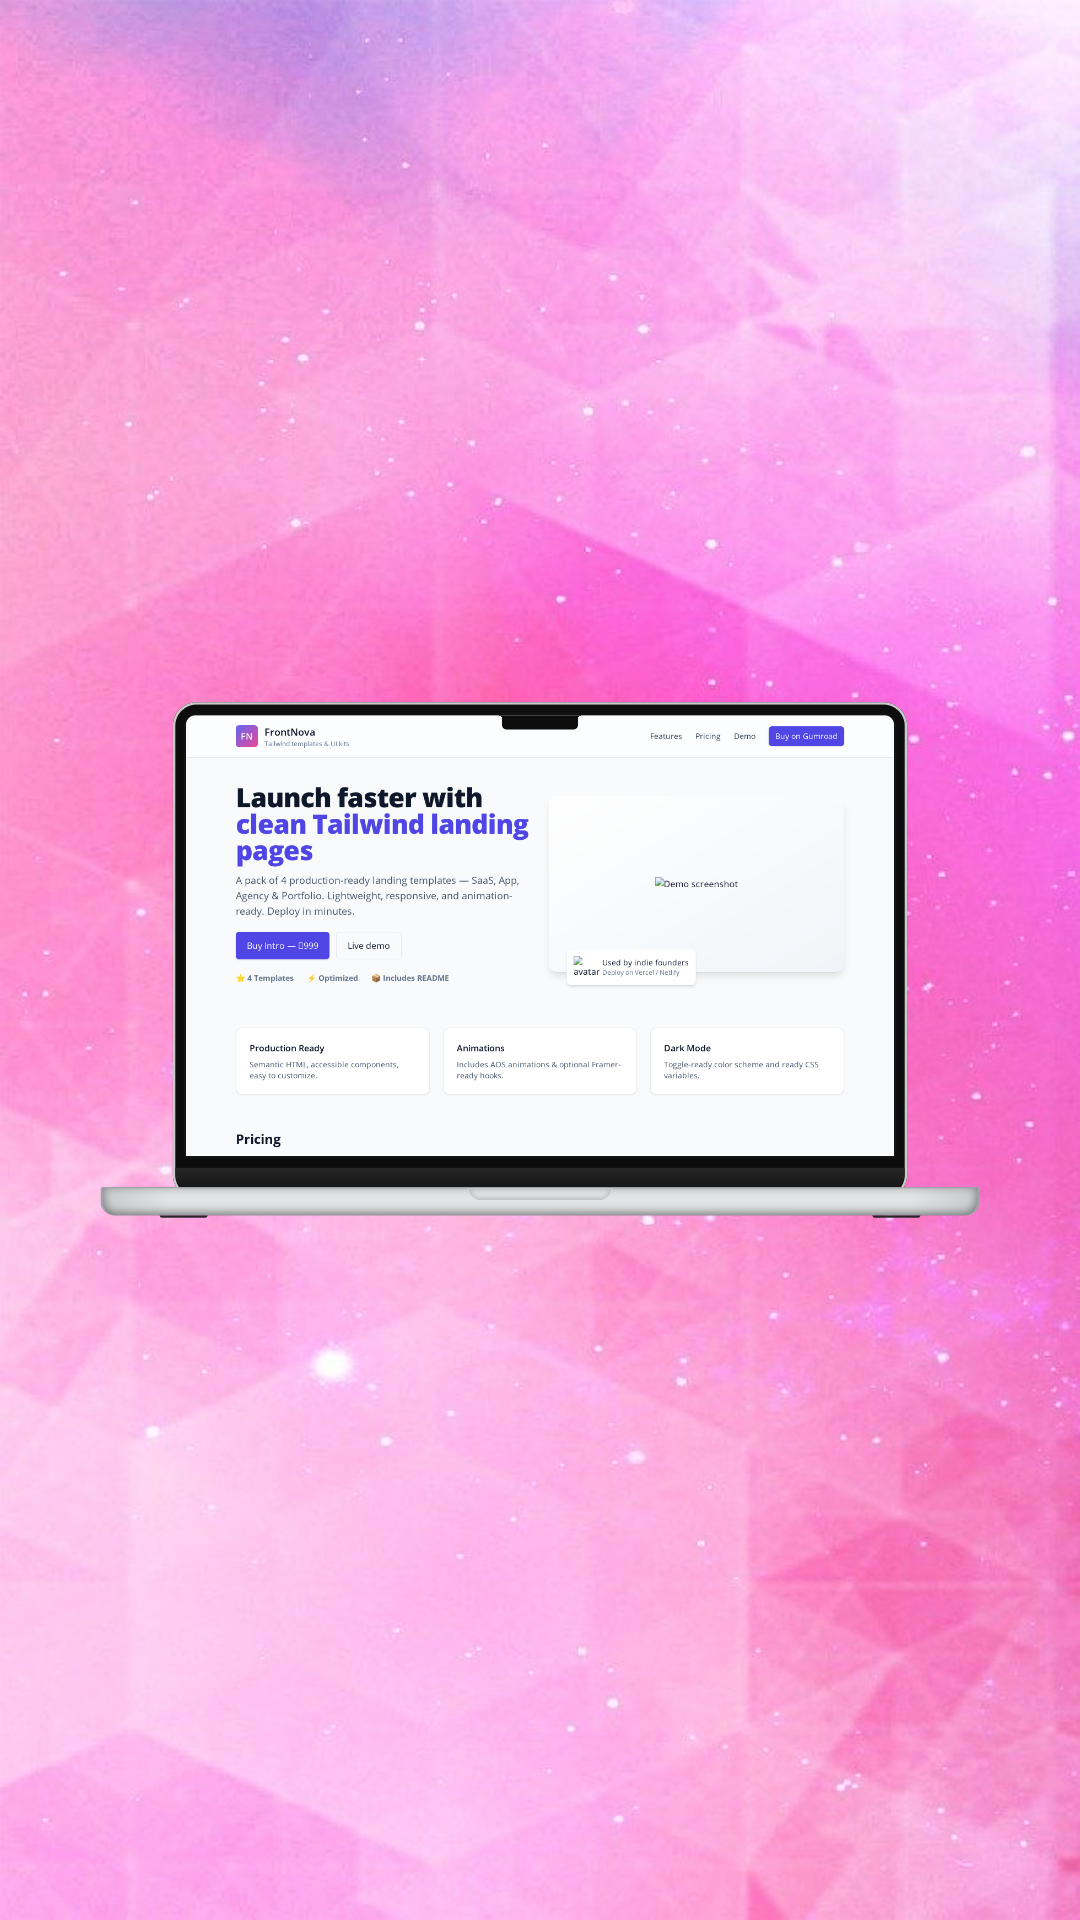 FN
FrontNova
Tailwind templates & UI kits
Features
Pricing
Demo
Buy on Gumroad
Launch faster with
clean Tailwind landing
pages
A pack of 4 production-ready landing templates — SaaS, App,
Agency & Portfolio. Lightweight, responsive, and animation-
ready. Deploy in minutes.
Buy Intro — 999
Live demo
⭐ 4 Templates
⚡ Optimized
📦 Includes README
Demo screenshot
avatar
Used by indie founders
Deploy on Vercel / Netlify
Production Ready
Semantic HTML, accessible components,
easy to customize.
Animations
Includes AOS animations & optional Framer-
ready hooks.
Dark Mode
Toggle-ready color scheme and ready CSS
variables.
Pricing